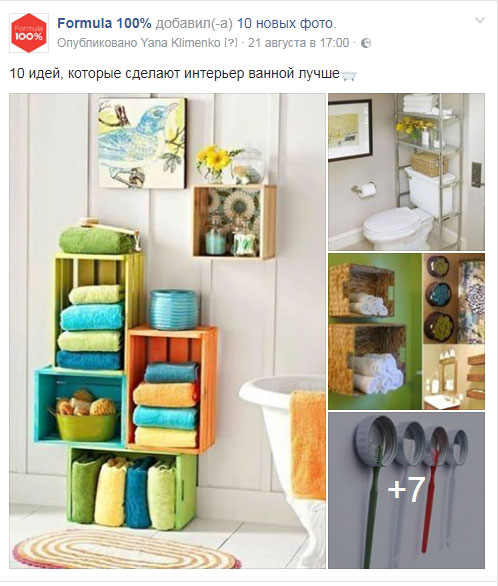 Formula
100%
Formula 100% добавил(-а) 10 новых фото.
Опубликовано Yana Klimenko [?] · 21 августа в 17:00 ·
10 идей, которые сделают интерьер ванной лучше
+7